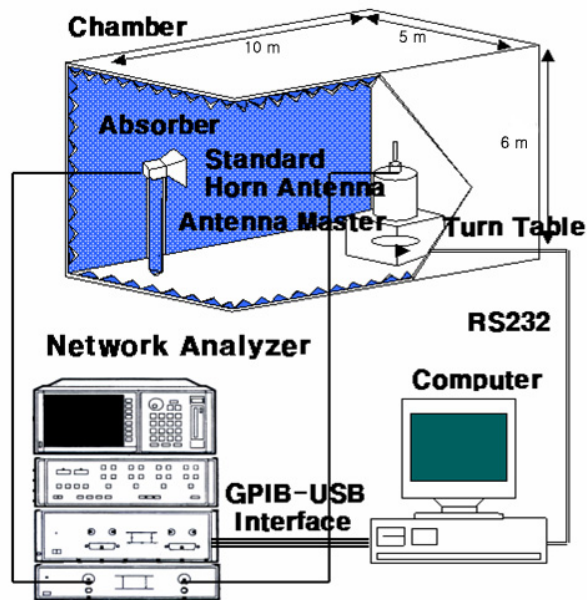 Chamber
10 m
5 m
6 m
Absorber
Standard
Horn Antenna
Antenna Master
Turn Table
RS232
Network Analyzer
Computer
GPIB-USB
Interface